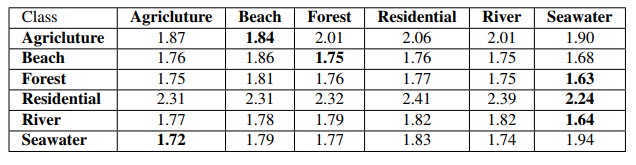 Class Agricluture Beach Forest Residential River Seawater
Agricluture 1.87 1.84 2.01 2.06 2.01 1.90
Beach 1.76 1.86 1.75 1.76 1.75 1.68
Forest 1.75 1.81 1.76 1.77 1.75 1.63
Residential 2.31 2.31 2.32 2.41 2.39 2.24
River 1.77 1.78 1.79 1.82 1.82 1.64
Seawater 1.72 1.79 1.77 1.83 1.74 1.94